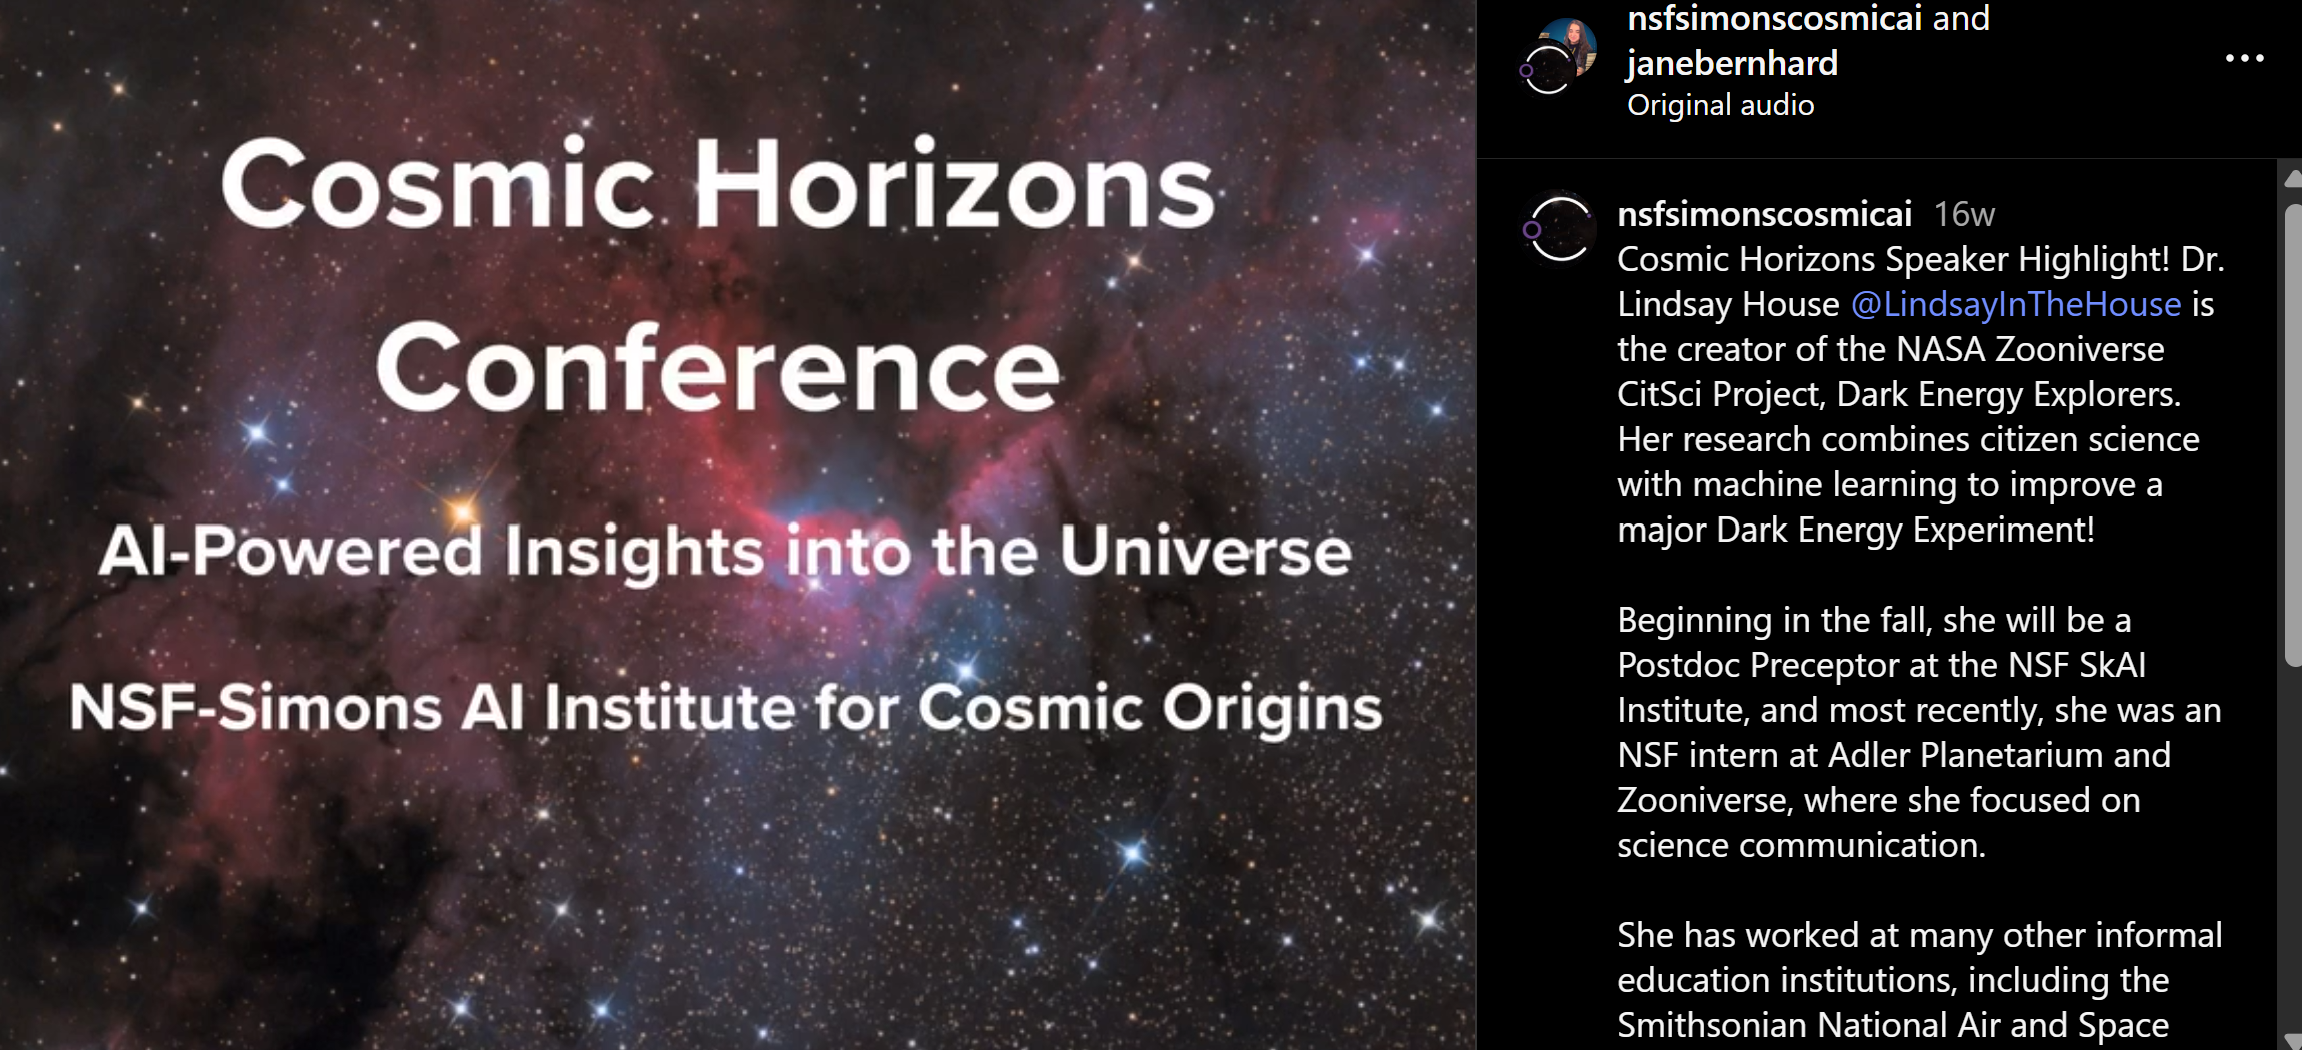 Cosmic Horizons
Conference
AI-Powered Insights into the Universe
NSF-Simons AI Institute for Cosmic Origins
nsfsimonscosmicai and
janebernhard
Original audio
nsfsimonscosmicai 16w
Cosmic Horizons Speaker Highlight! Dr.
Lindsay House @LindsayInTheHouse is
the creator of the NASA Zooniverse
CitSci Project, Dark Energy Explorers.
Her research combines citizen science
with machine learning to improve a
major Dark Energy Experiment!
Beginning in the fall, she will be a
Postdoc Preceptor at the NSF SkAI
Institute, and most recently, she was an
NSF intern at Adler Planetarium and
Zooniverse, where she focused on
science communication.
She has worked at many other informal
education institutions, including the
Smithsonian National Air and Space